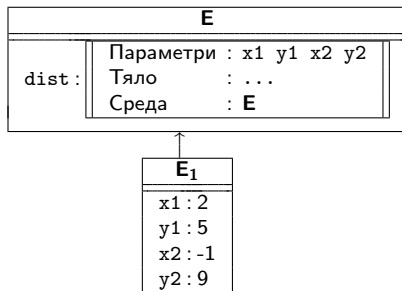 E
Параметри : x1 y1 x2 y2
dist : Тяло : ...
Среда : E
E1
x1 : 2
y1 : 5
x2 : -1
y2 : 9